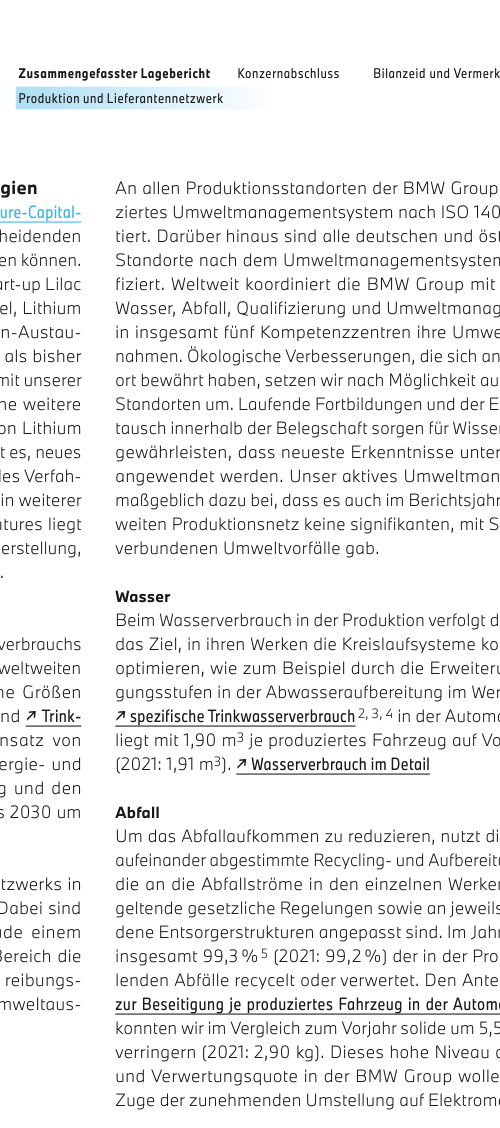 Zusammengefasster Lagebericht Konzernabschluss Bilanzeid und Vermerk
Produktion und Lieferantennetzwerk
gien
ure-Capital-
heidenden
en können.
art-up Lilac
el, Lithium
n-Austau-
als bisher
mit unserer
ne weitere
on Lithium
t es, neues
les Verfah-
in weiterer
ntures liegt
erstellung,
.
verbrauchs
weltweiten
ne Größen
nd ↗ Trink-
nsatz von
ergie- und
g und den
s 2030 um
tzwerks in
Dabei sind
de einem
Bereich die
reibungs-
mweltaus-
An allen Produktionsstandorten der BMW Group
ziertes Umweltmanagementsystem nach ISO 140
tiert. Darüber hinaus sind alle deutschen und öst
Standorte nach dem Umweltmanagementsystem
fiziert. Weltweit koordiniert die BMW Group mit
Wasser, Abfall, Qualifizierung und Umweltmanag
in insgesamt fünf Kompetenzzentren ihre Umwe
nahmen. Ökologische Verbesserungen, die sich an
ort bewährt haben, setzen wir nach Möglichkeit au
Standorten um. Laufende Fortbildungen und der E
tausch innerhalb der Belegschaft sorgen für Wisse
gewährleisten, dass neueste Erkenntnisse unter
angewendet werden. Unser aktives Umweltman
maßgeblich dazu bei, dass es auch im Berichtsjahr
weiten Produktionsnetz keine signifikanten, mit S
verbundenen Umweltvorfälle gab.
Wasser
Beim Wasserverbrauch in der Produktion verfolgt d
das Ziel, in ihren Werken die Kreislaufsysteme ko
optimieren, wie zum Beispiel durch die Erweiteru
gungsstufen in der Abwasseraufbereitung im Wer
↗ spezifische Trinkwasserverbrauch 2, 3, 4 in der Automo
liegt mit 1,90 m³ je produziertes Fahrzeug auf Vo
(2021: 1,91 m³). ↗ Wasserverbrauch im Detail
Abfall
Um das Abfallaufkommen zu reduzieren, nutzt di
aufeinander abgestimmte Recycling- und Aufbereitu
die an die Abfallströme in den einzelnen Werken
geltende gesetzliche Regelungen sowie an jeweils
dene Entsorgerstrukturen angepasst sind. Im Jahr
insgesamt 99,3 % 5 (2021: 99,2 %) der in der Pro
lenden Abfälle recycelt oder verwertet. Den Ante
zur Beseitigung je produziertes Fahrzeug in der Automo
konnten wir im Vergleich zum Vorjahr solide um 5,5
verringern (2021: 2,90 kg). Dieses hohe Niveau d
und Verwertungsquote in der BMW Group wolle
Zuge der zunehmenden Umstellung auf Elektromo